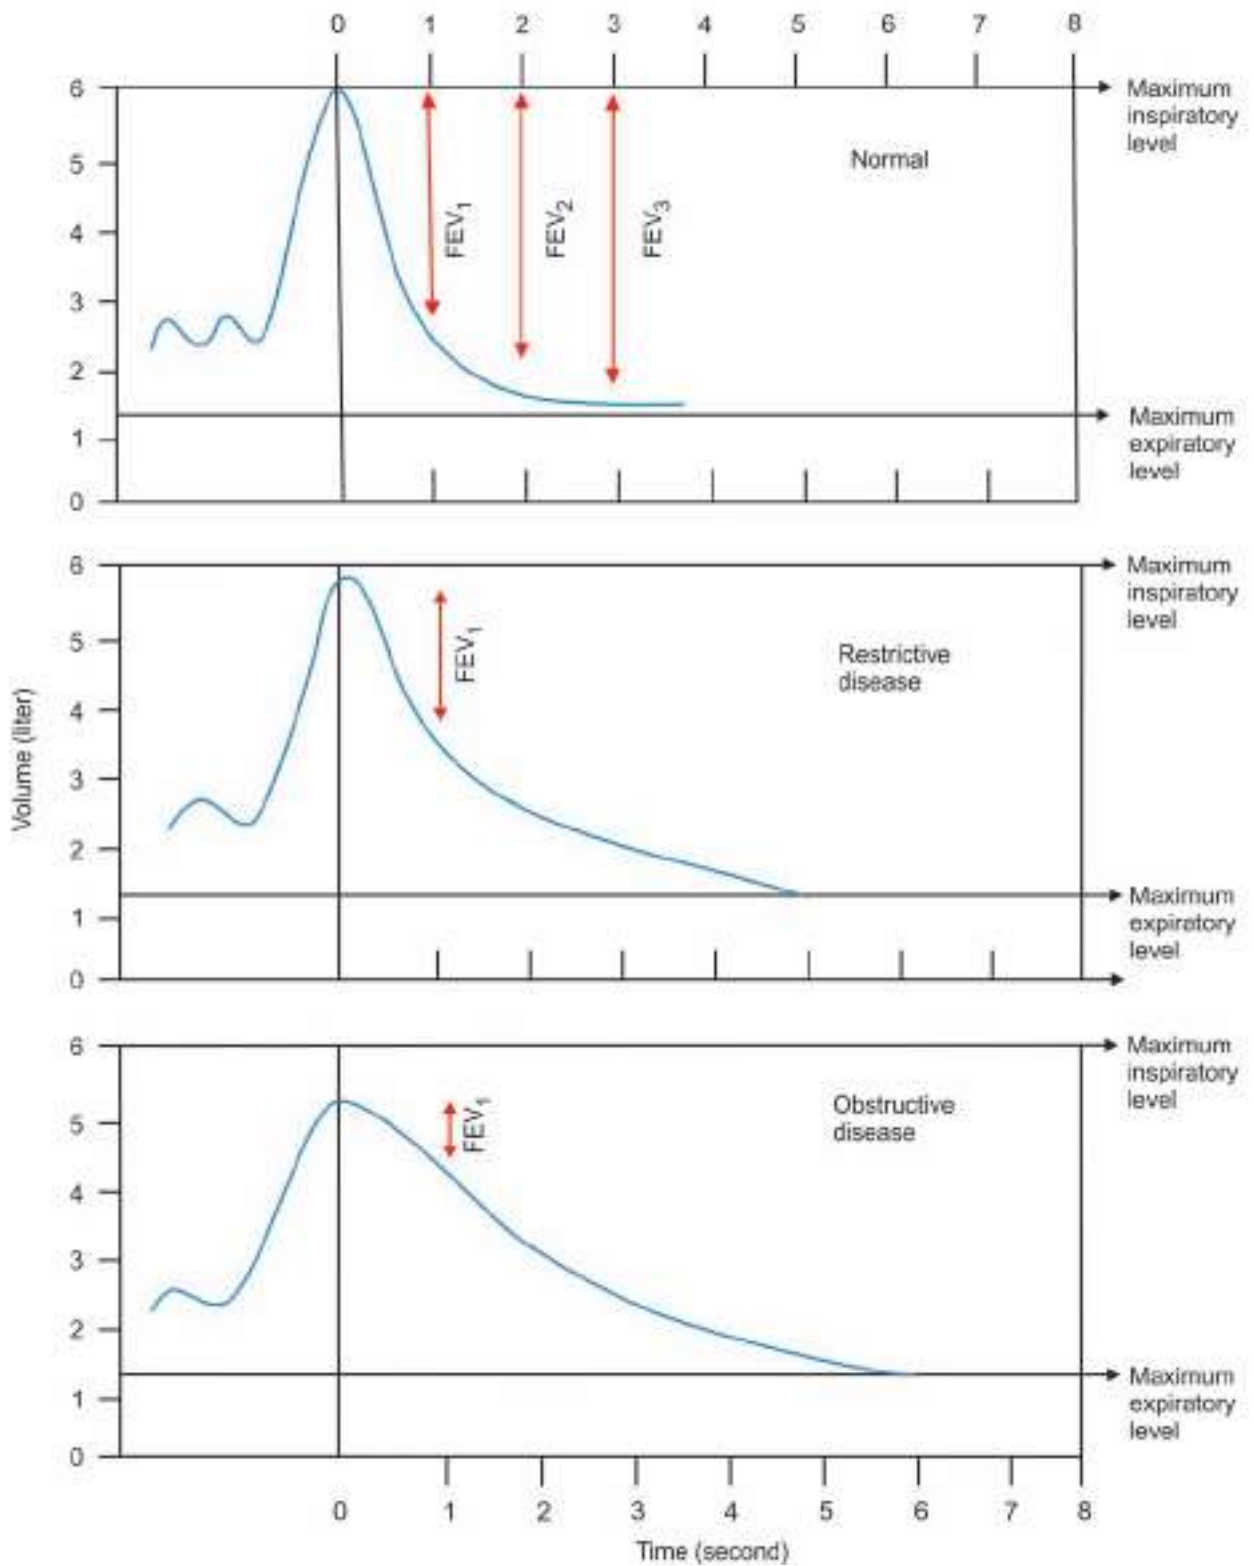 0 1 2 3 4 5 6 7 8
6
5
4
3
2
1
0
FEV1
FEV2
FEV3
Normal
Maximum
inspiratory
level
Maximum
expiratory
level
Volume (liter)
6
5
4
3
2
1
0
FEV1
Restrictive
disease
Maximum
inspiratory
level
Maximum
expiratory
level
6
5
4
3
2
1
0
FEV1
Obstructive
disease
Maximum
inspiratory
level
Maximum
expiratory
level
0 1 2 3 4 5 6 7 8
Time (second)